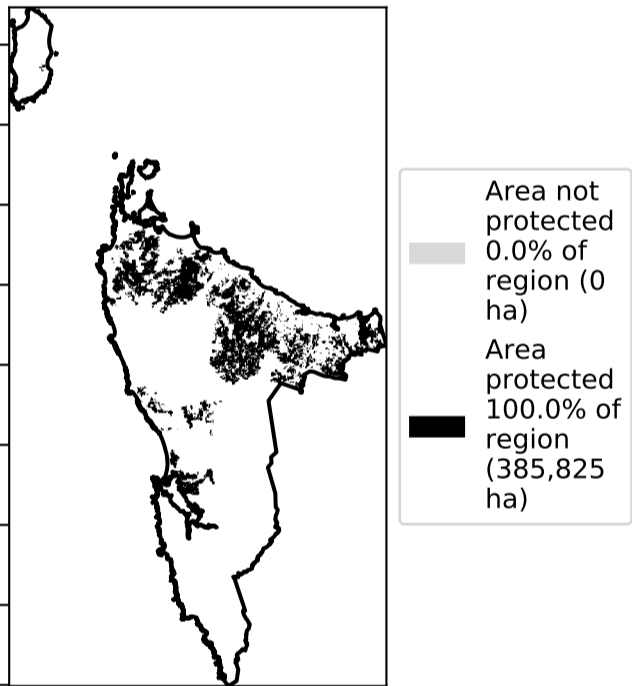 Area not
protected
0.0% of
region (0
ha)
Area
protected
100.0% of
region
(385,825
ha)